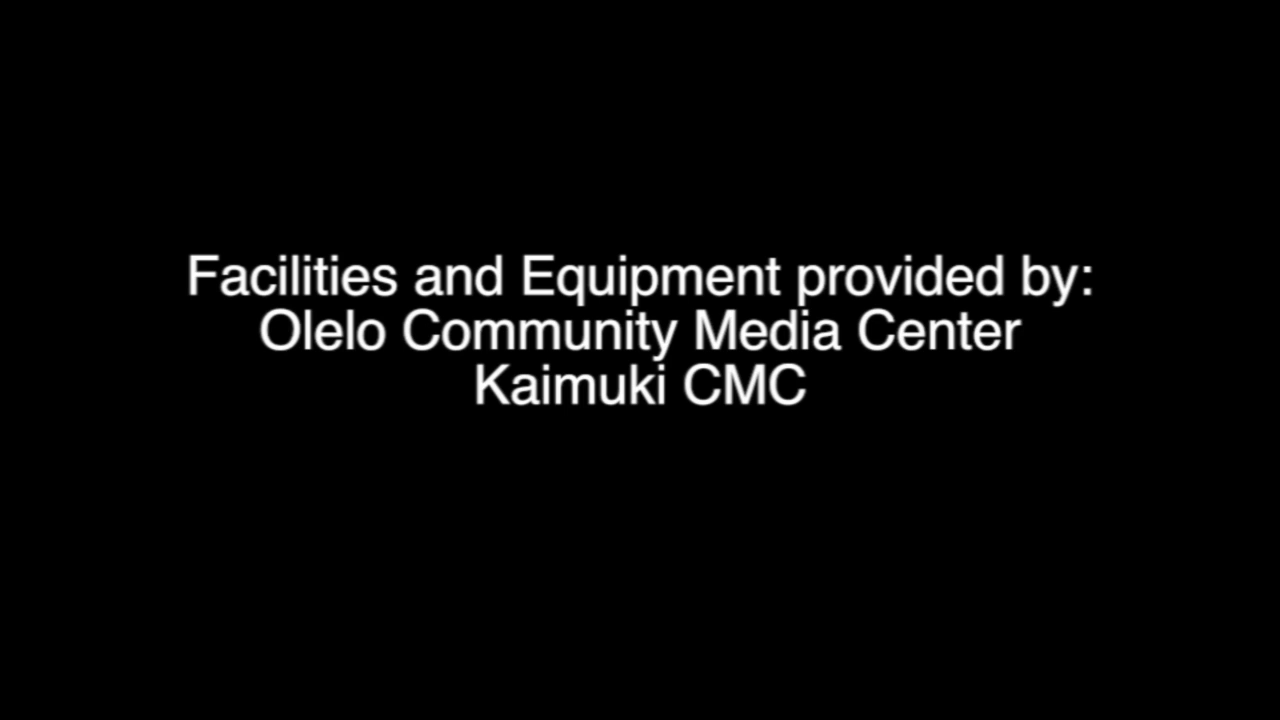 Facilities and Equipment provided by:
Olelo Community Media Center
Kaimuki CMC